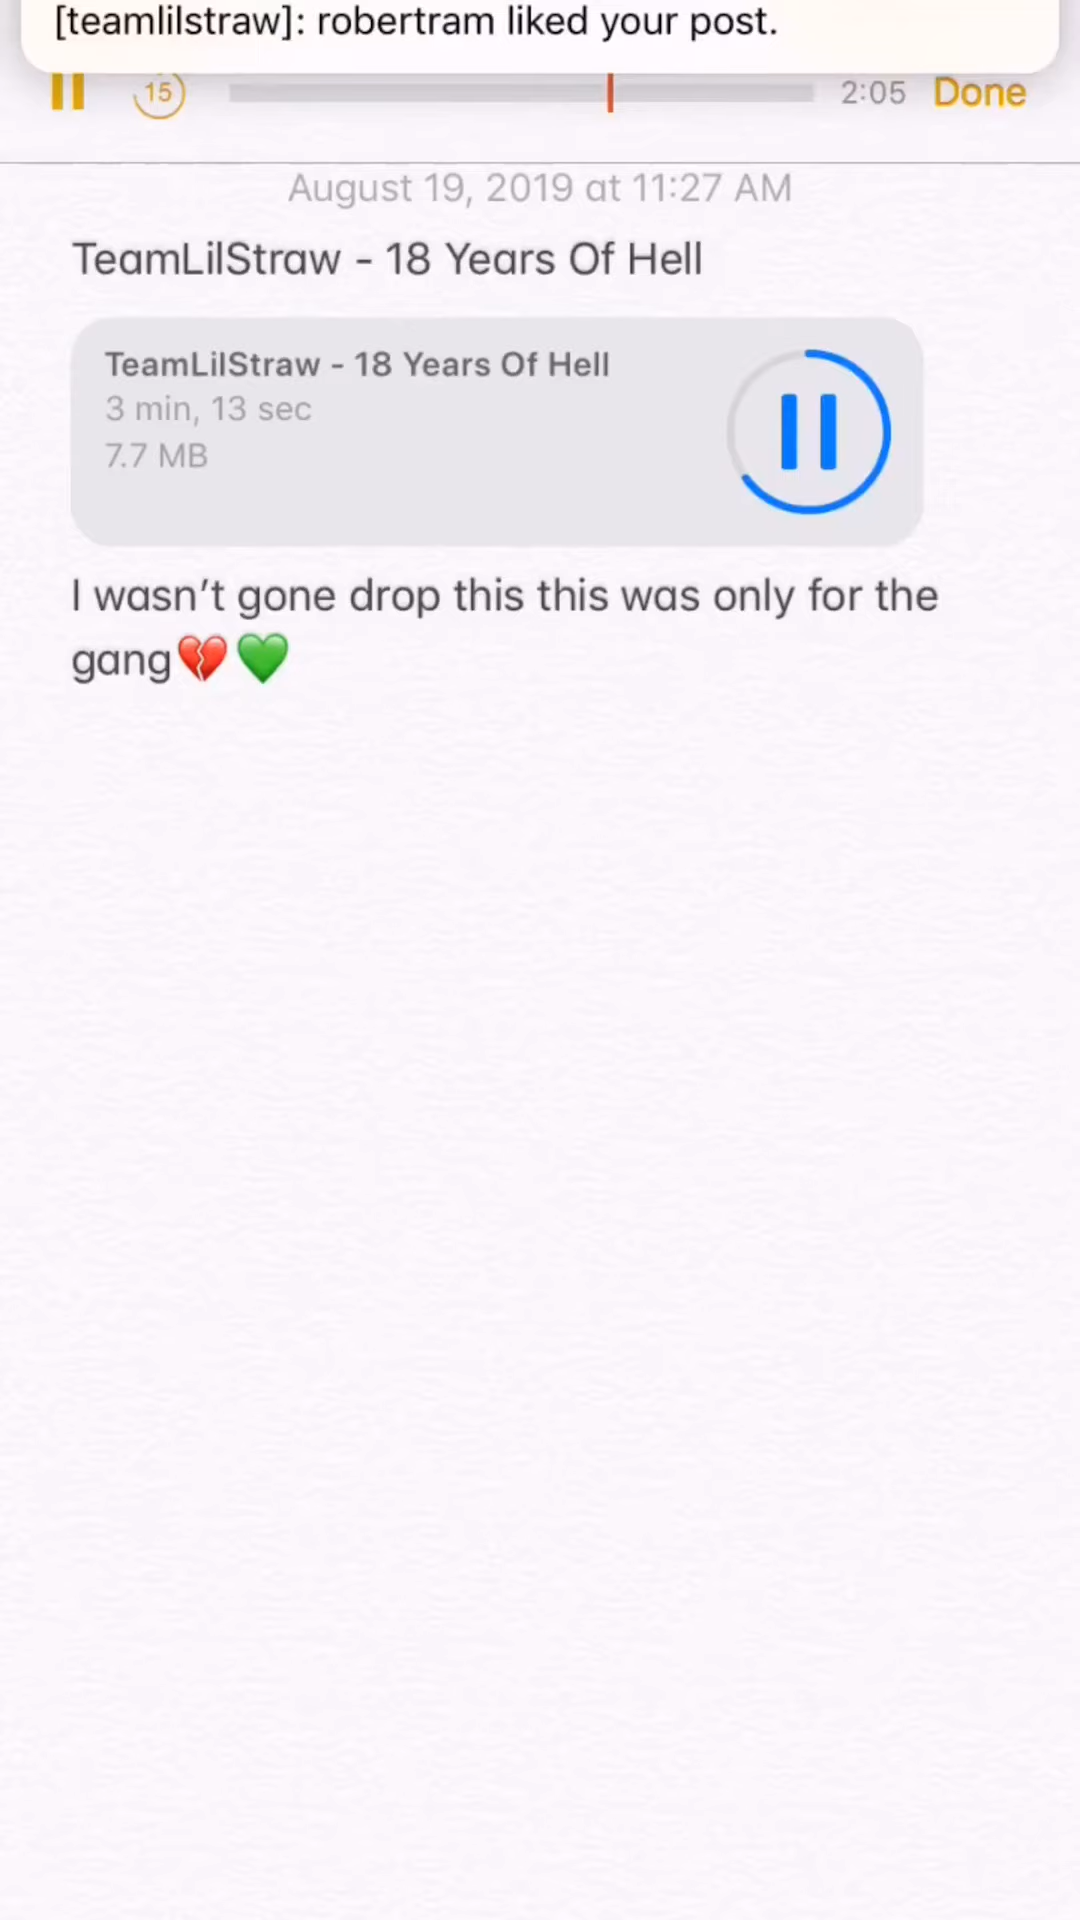 [teamlilstraw]: robertram liked your post.
15 2:05 Done
August 19, 2019 at 11:27 AM
TeamLilStraw - 18 Years Of Hell
TeamLilStraw - 18 Years Of Hell
3 min, 13 sec
7.7 MB
I wasn't gone drop this this was only for the
gang💔💚